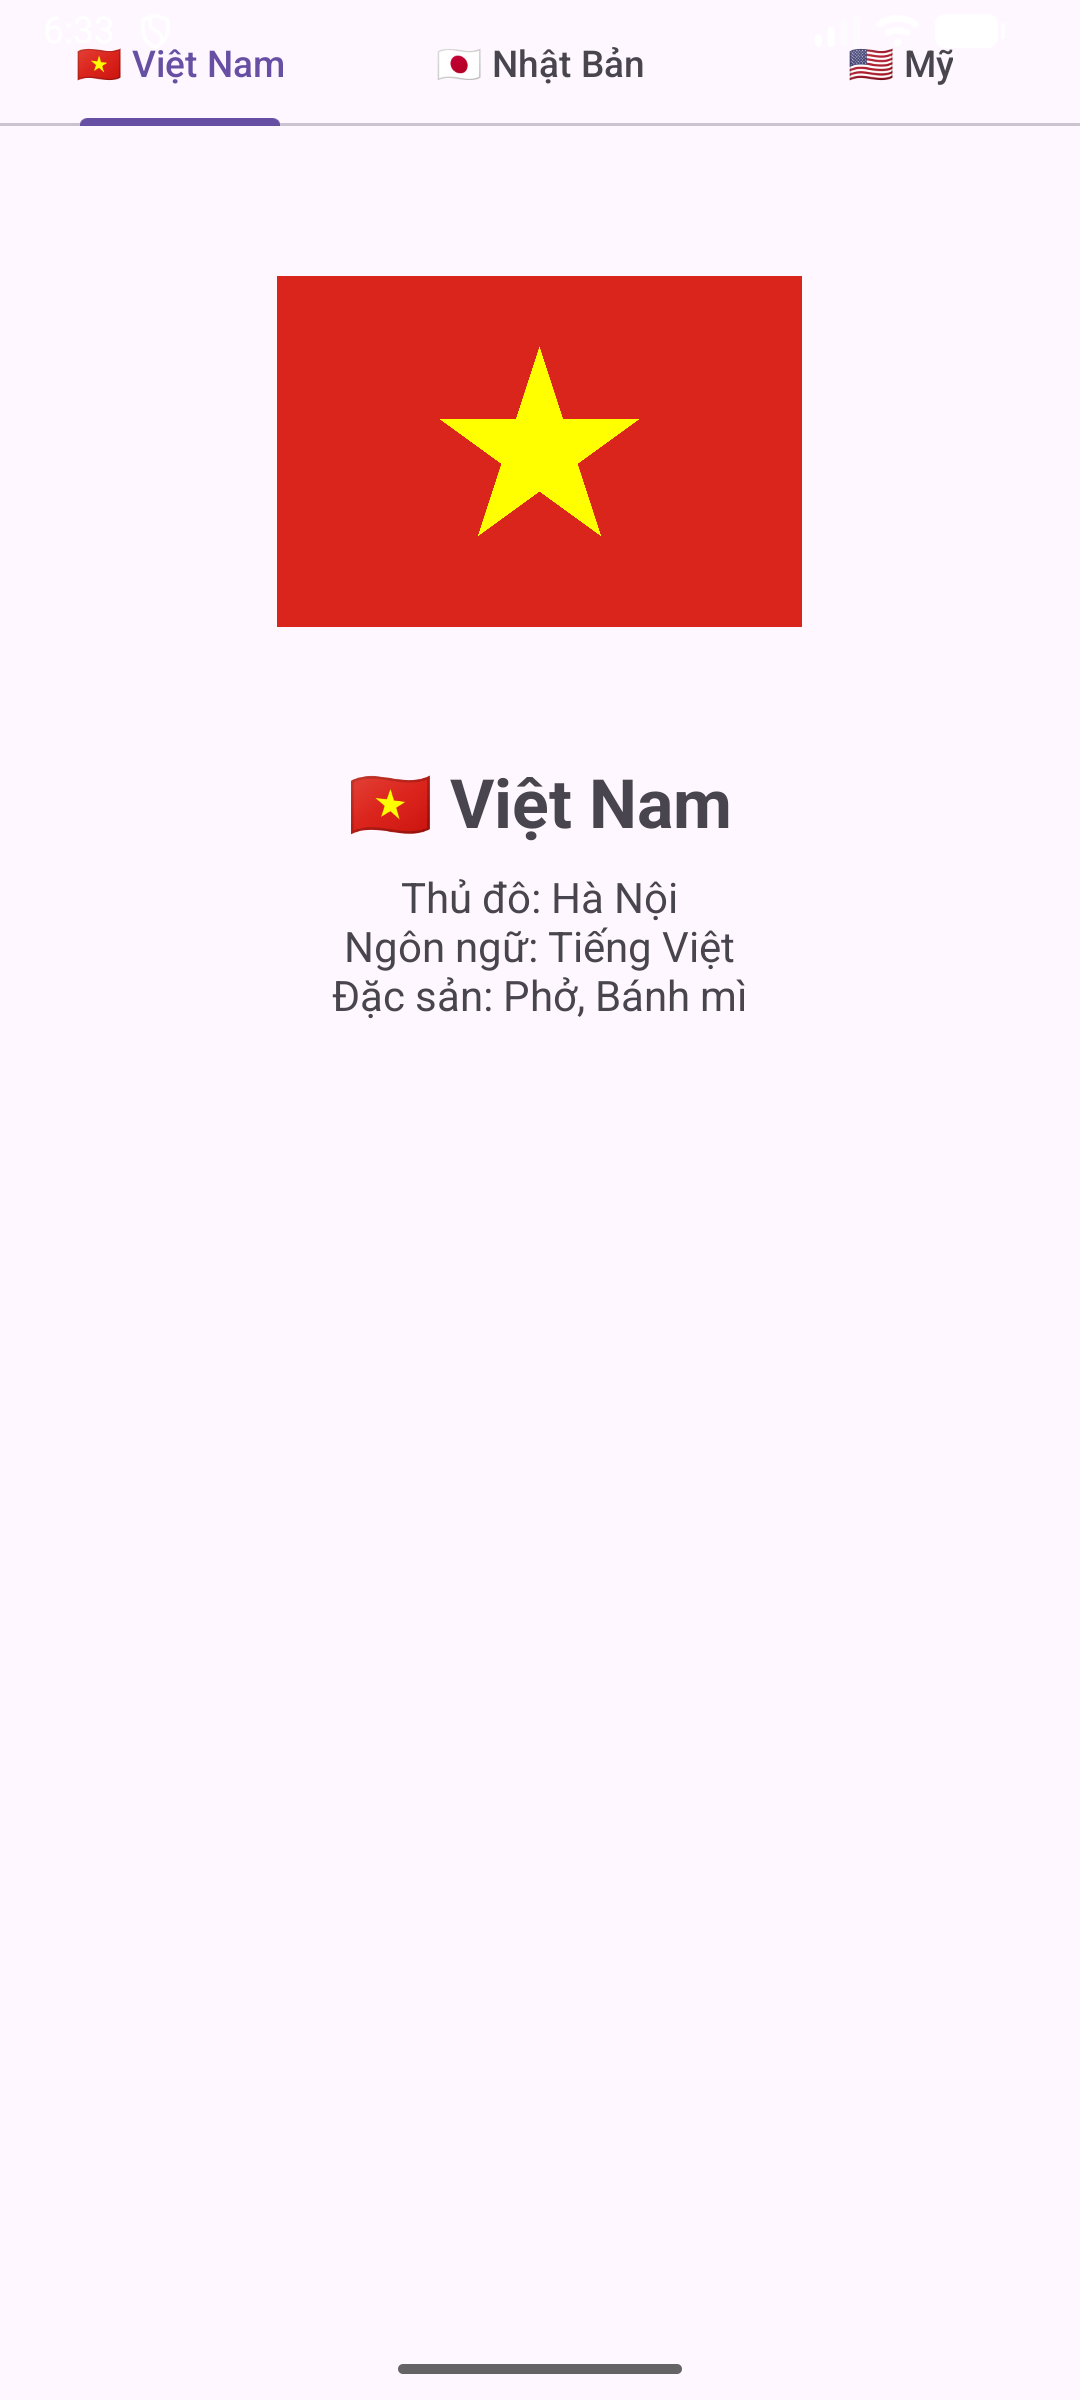 6:33
🇻🇳 Việt Nam
🇯🇵 Nhật Bản
🇺🇸 Mỹ
🇻🇳 Việt Nam
Thủ đô: Hà Nội
Ngôn ngữ: Tiếng Việt
Đặc sản: Phở, Bánh mì